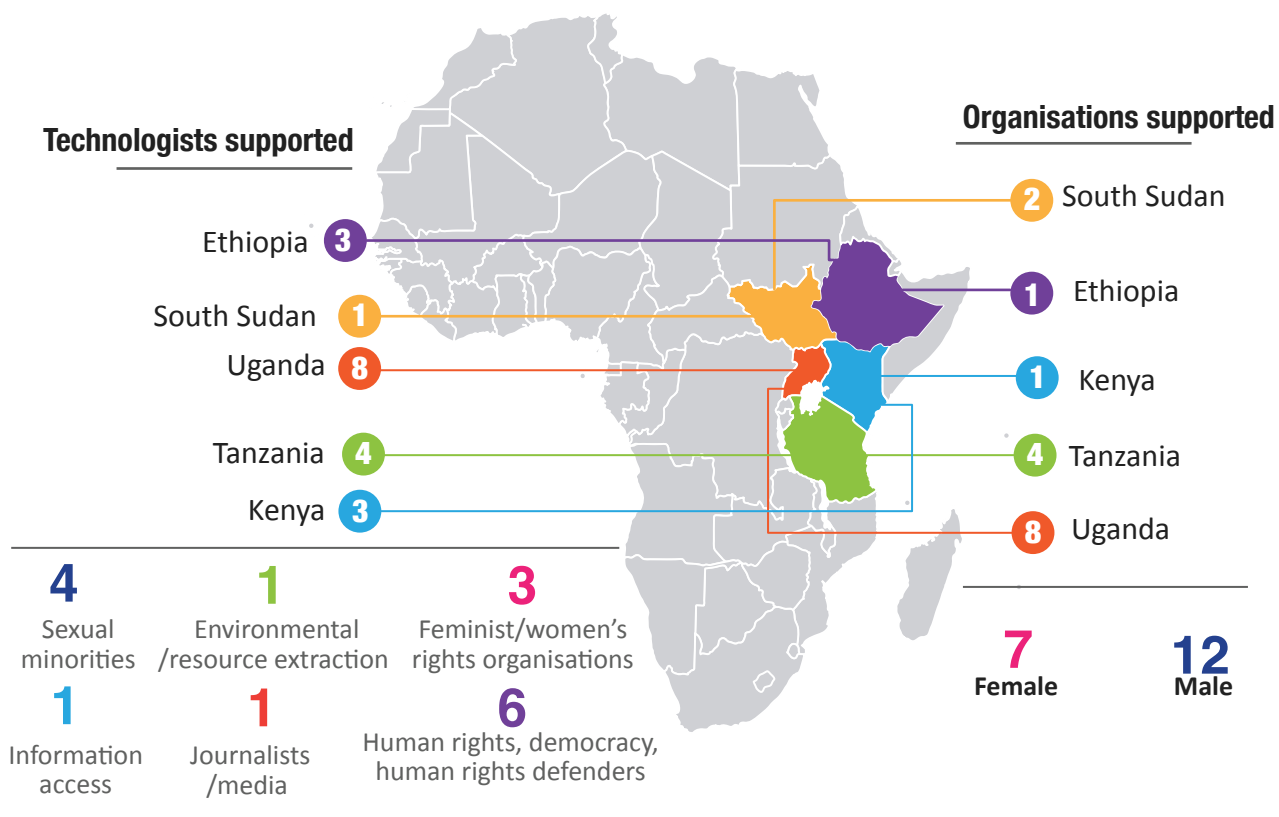 Technologists supported
Ethiopia 3
South Sudan 1
Uganda 8
Tanzania 4
Kenya 3
Organisations supported
2 South Sudan
1 Ethiopia
1 Kenya
4 Tanzania
8 Uganda
4
Sexual
minorities
1
Environmental
/resource extraction
3
Feminist/women's
rights organisations
1
Information
access
1
Journalists
/media
6
Human rights, democracy,
human rights defenders
7
Female
12
Male